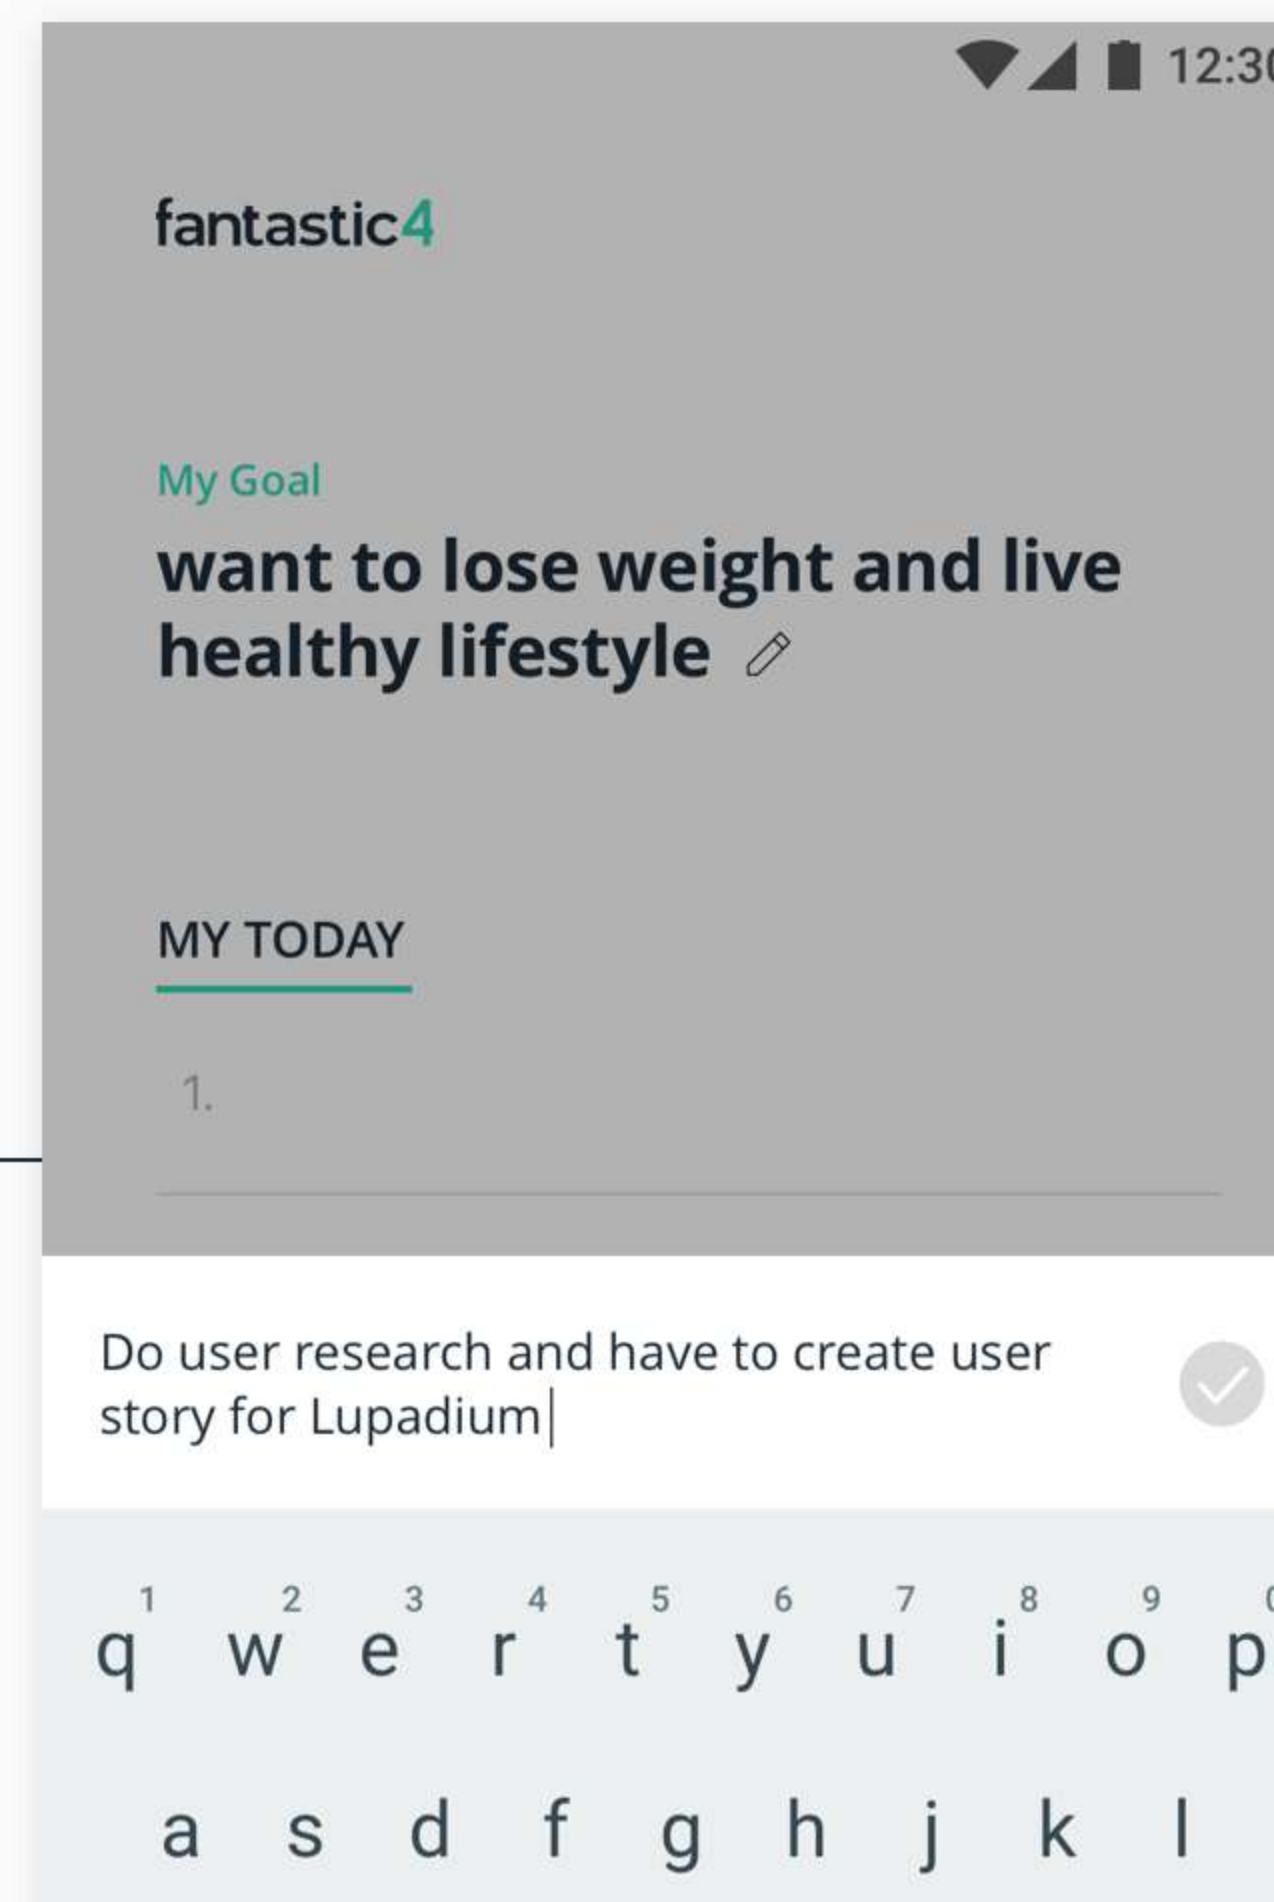 12:30
fantastic4
My Goal
want to lose weight and live
healthy lifestyle
MY TODAY
1.
Do user research and have to create user
story for Lupadium
1 2 3 4 5 6 7 8 9 0
q w e r t y u i o p
a s d f g h j k l